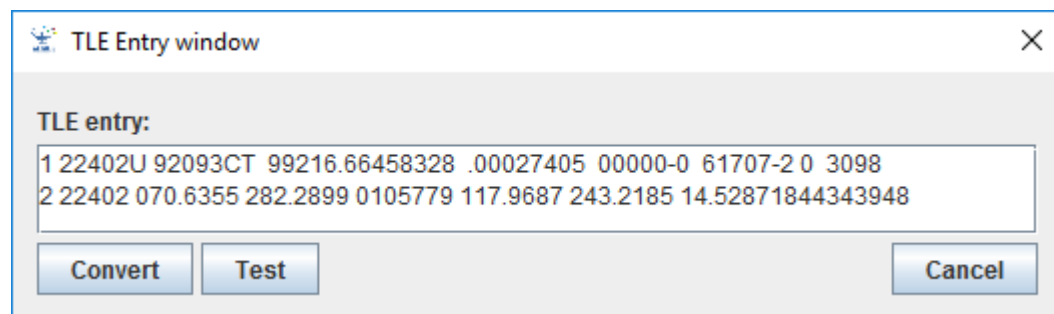 TLE Entry window
TLE entry:
1 22402U 92093CT  99216.66458328  .00027405  00000-0  61707-2 0  3098
2 22402 070.6355 282.2899 0105779 117.9687 243.2185 14.52871844343948
Convert Test Cancel